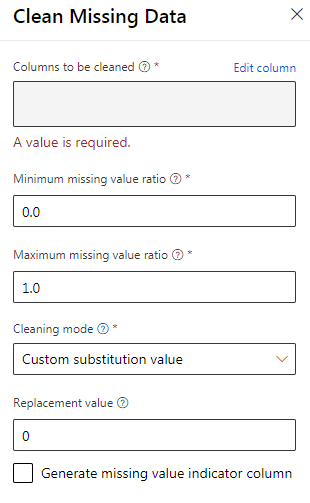 Clean Missing Data
Columns to be cleaned * Edit column
A value is required.
Minimum missing value ratio *
0.0
Maximum missing value ratio *
1.0
Cleaning mode *
Custom substitution value
Replacement value
0
Generate missing value indicator column